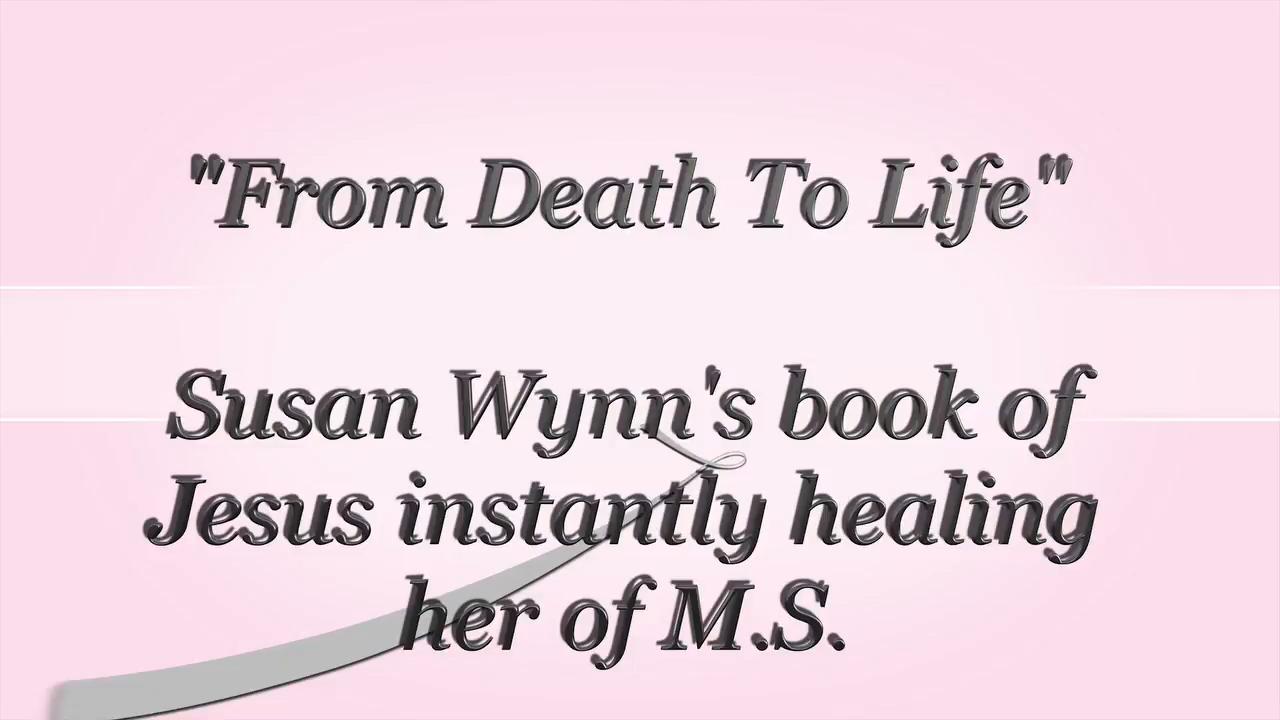 "From Death To Life"
Susan Wynn's book of
Jesus instantly healing
her of M.S.